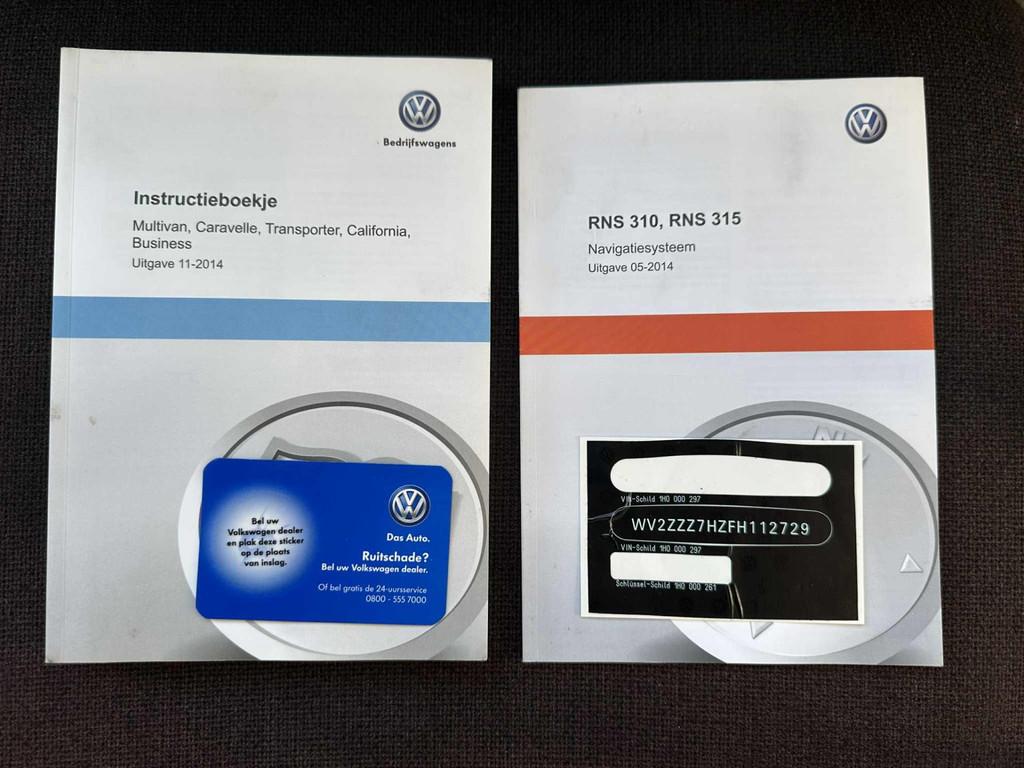 Bedrijfswagens
Instructieboekje
Multivan, Caravelle, Transporter, California,
Business
Uitgave 11-2014
Bel uw
Volkswagen dealer
en plak deze sticker
op de plaats
van inslag.
Das Auto.
Ruitschade?
Bel uw Volkswagen dealer.
Of bel gratis de 24-uursservice
0800 - 555 7000
RNS 310, RNS 315
Navigatiesysteem
Uitgave 05-2014
VIN-Schild 1H0 000 297
WV2ZZZ7HZFH112729
VIN-Schild 1H0 000 297
Schlüssel-Schild 1H0 000 261